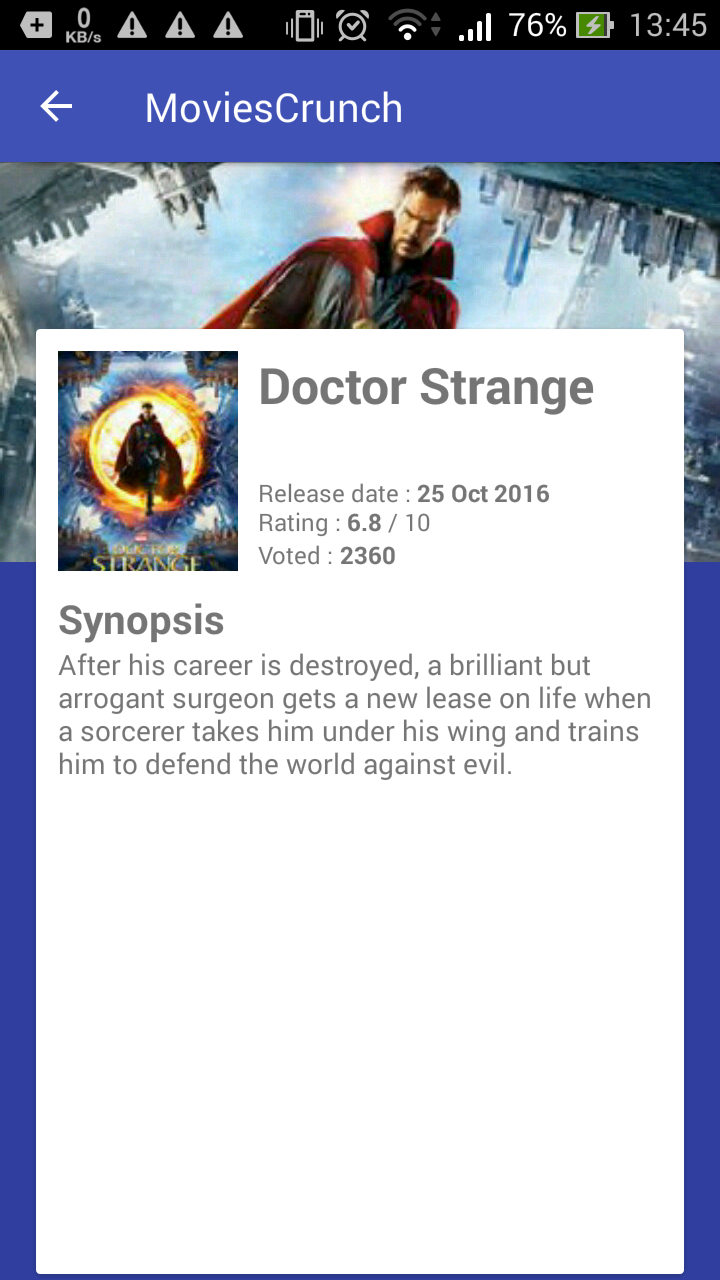 0
KB/s
76%
13:45
MoviesCrunch
DOCTOR
STRANGE
Doctor Strange
Release date : 25 Oct 2016
Rating : 6.8 / 10
Voted : 2360
Synopsis
After his career is destroyed, a brilliant but
arrogant surgeon gets a new lease on life when
a sorcerer takes him under his wing and trains
him to defend the world against evil.